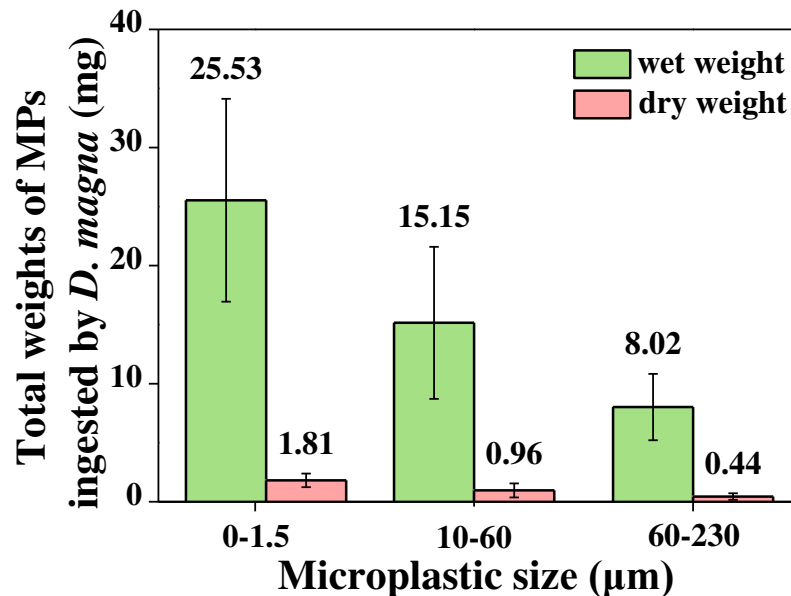 Total weights of MPs
ingested by D. magna (mg)
40
30
20
10
0
25.53
15.15
8.02
1.81
0.96
0.44
wet weight
dry weight
0-1.5
10-60
60-230
Microplastic size (μm)